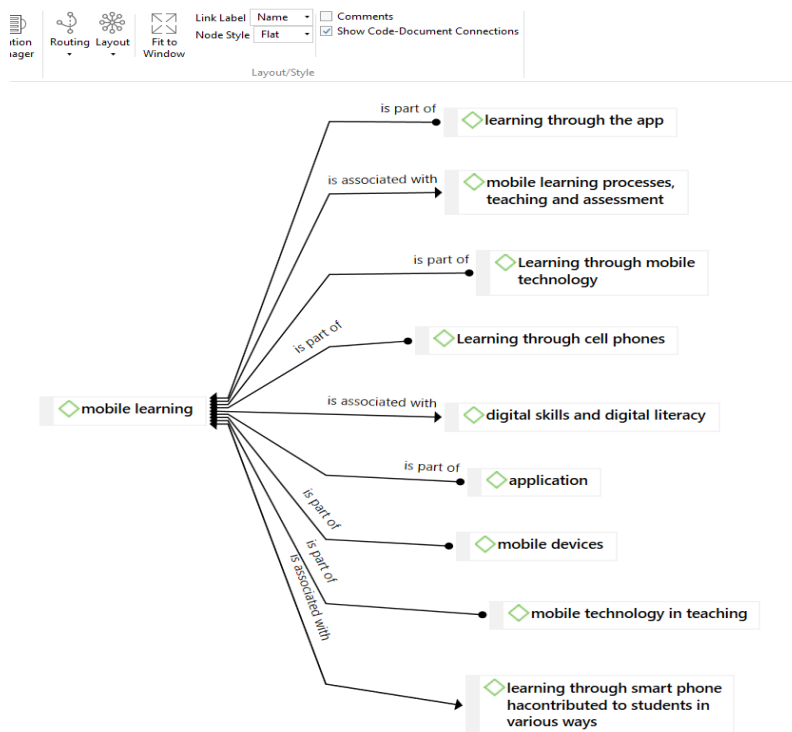 Link Label Name
Comments
Routing Layout Fit to
Window
Node Style Flat
Show Code-Document Connections
Layout/Style
is part of
learning through the app
is associated with
mobile learning processes,
teaching and assessment
is part of
Learning through mobile
technology
is part of
Learning through cell phones
mobile learning
is associated with
digital skills and digital literacy
is part of
application
is part of
mobile devices
is part of
mobile technology in teaching
is associated with
learning through smart phone
hacontributed to students in
various ways